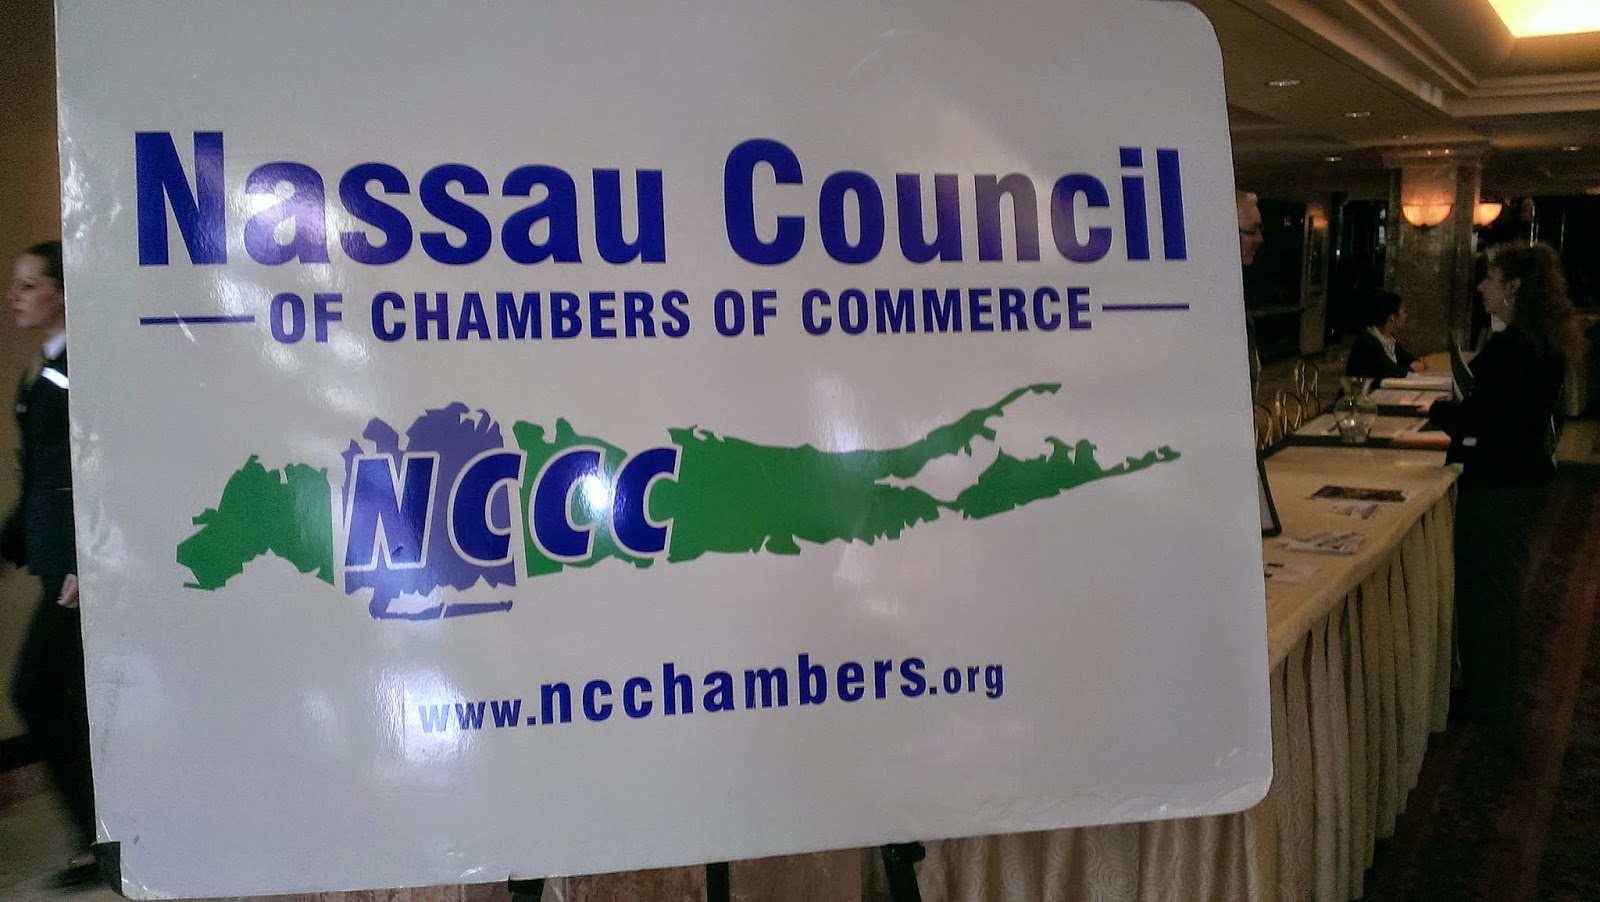 Nassau Council
OF CHAMBERS OF COMMERCE
NCCC
www.ncchambers.org